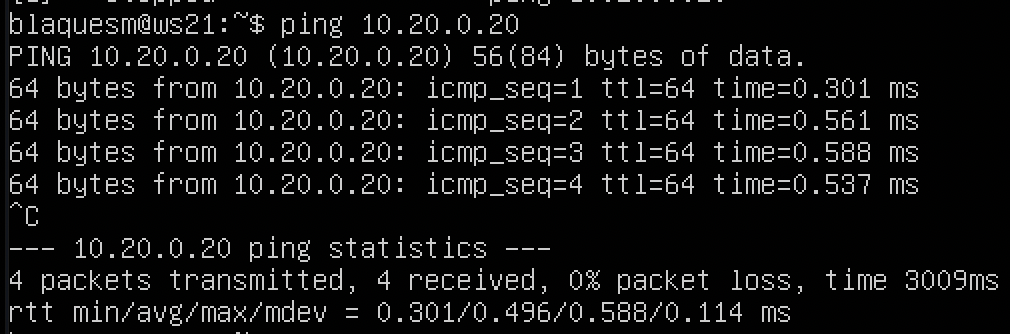 blaquesm@ws21:~$ ping 10.20.0.20
PING 10.20.0.20 (10.20.0.20) 56(84) bytes of data.
64 bytes from 10.20.0.20: icmp_seq=1 ttl=64 time=0.301 ms
64 bytes from 10.20.0.20: icmp_seq=2 ttl=64 time=0.561 ms
64 bytes from 10.20.0.20: icmp_seq=3 ttl=64 time=0.588 ms
64 bytes from 10.20.0.20: icmp_seq=4 ttl=64 time=0.537 ms
^C
--- 10.20.0.20 ping statistics ---
4 packets transmitted, 4 received, 0% packet loss, time 3009ms
rtt min/avg/max/mdev = 0.301/0.496/0.588/0.114 ms